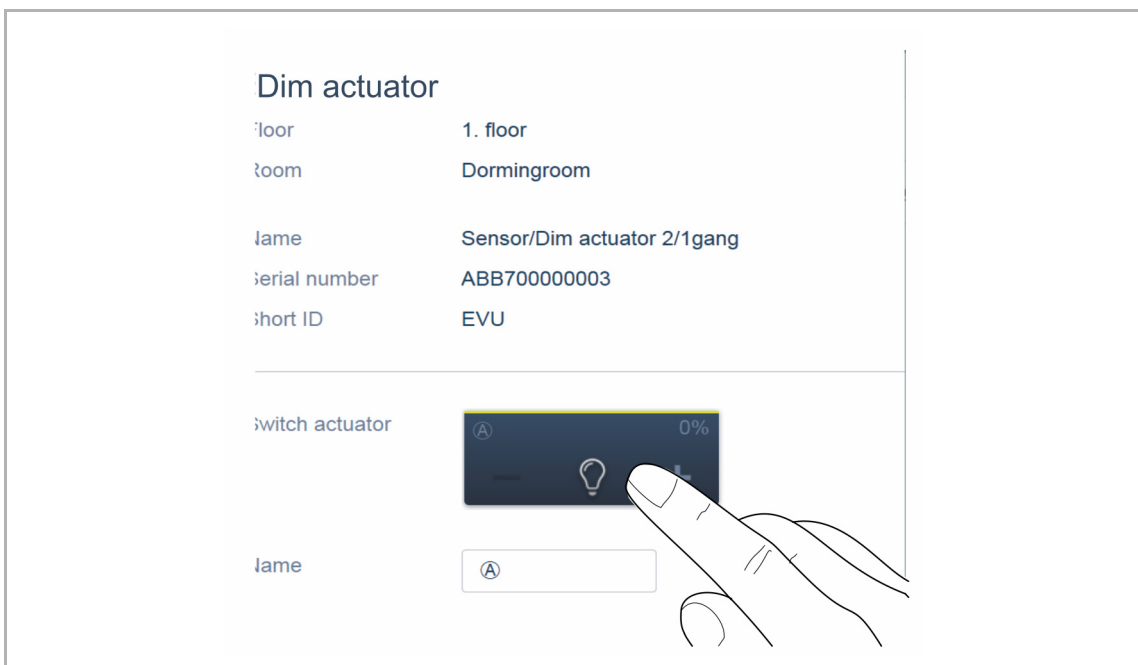 Dim actuator
Floor 1. floor
Room Dormingroom
Name Sensor/Dim actuator 2/1gang
Serial number ABB700000003
Short ID EVU
Switch actuator Ⓐ 0%
Name Ⓐ